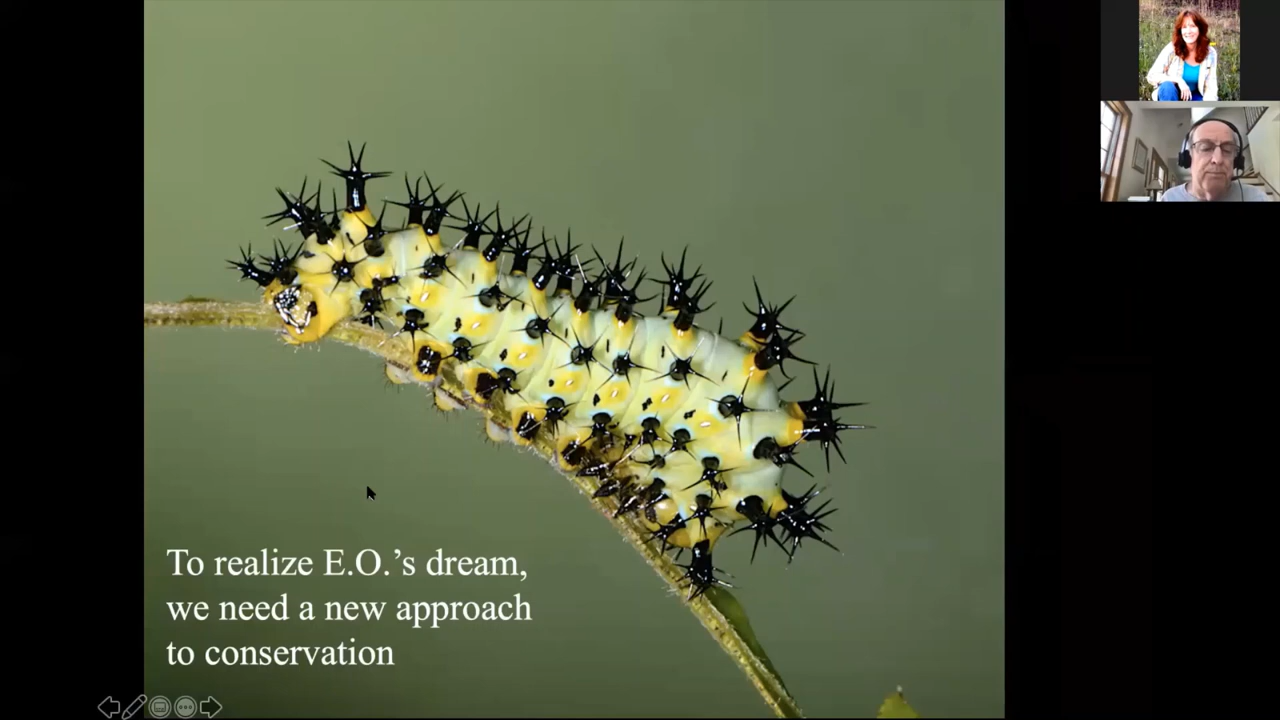 To realize E.O.’s dream,
we need a new approach
to conservation